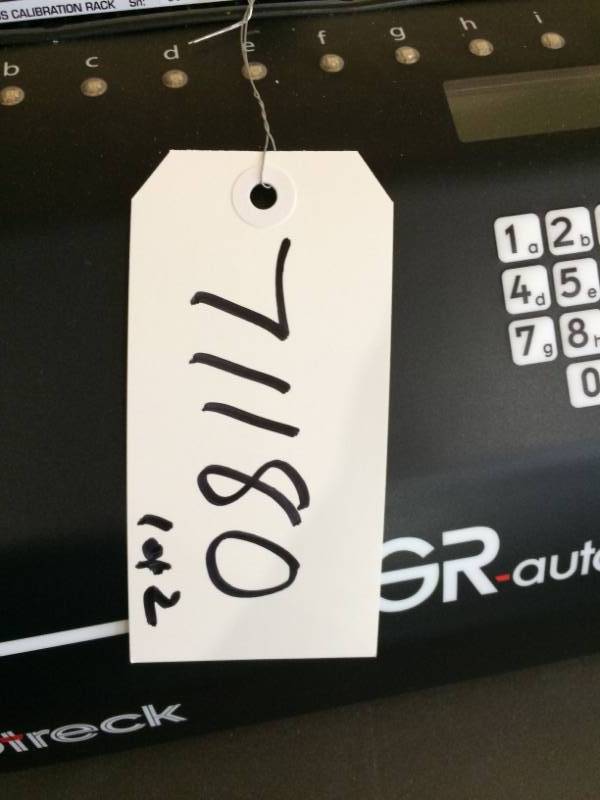 S CALIBRATION RACK Sn:
b c d e f g h i
1a 2b
4d 5e
7g 8h
0
71180
1 of 2
GR-auto
treck